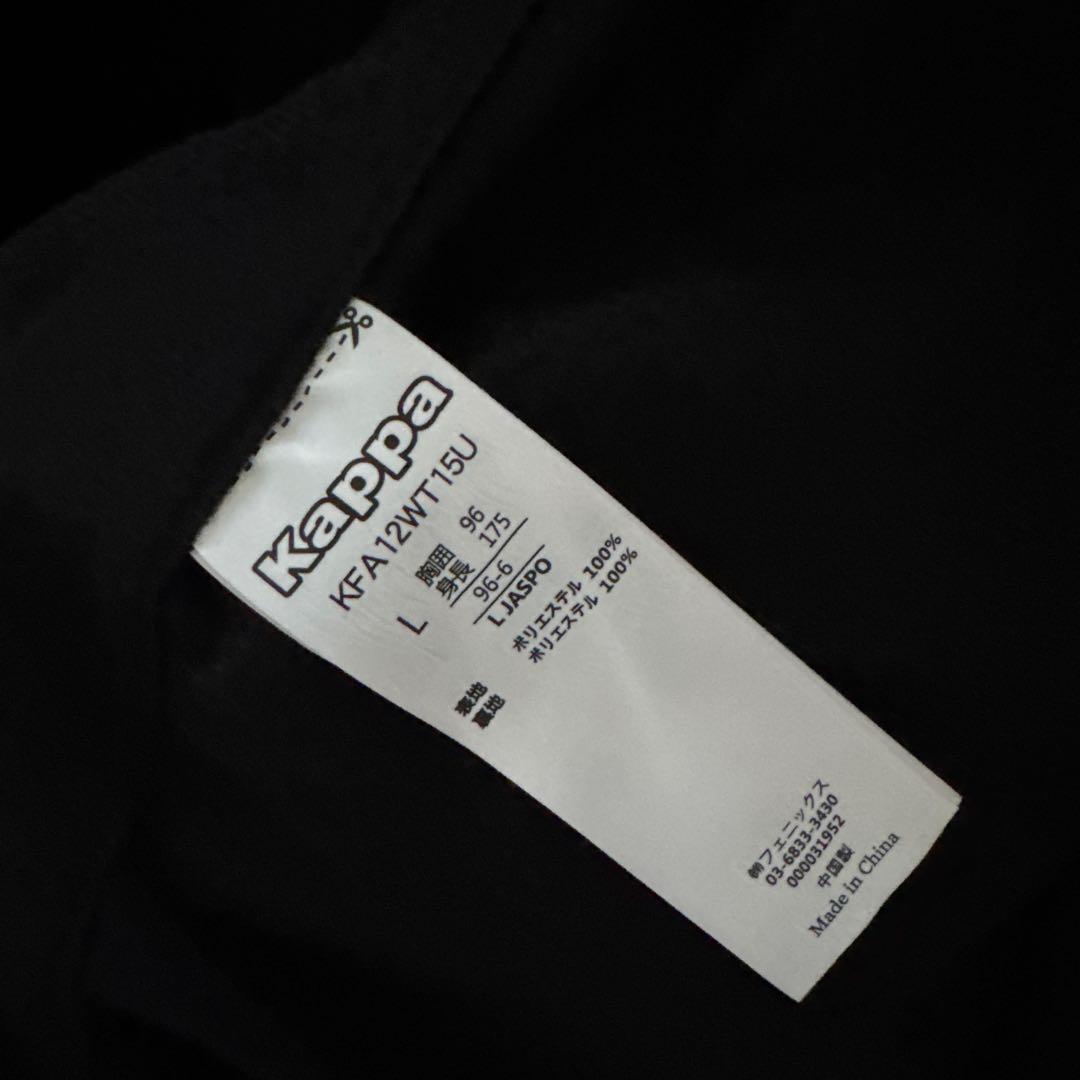 Kappa
KFA12WT15U
L 胸囲 96
身長 175
96-6
L JASPO
表地 ポリエステル 100%
裏地 ポリエステル 100%
㈱フェニックス
03-6833-3430
000031952
中国製
Made in China